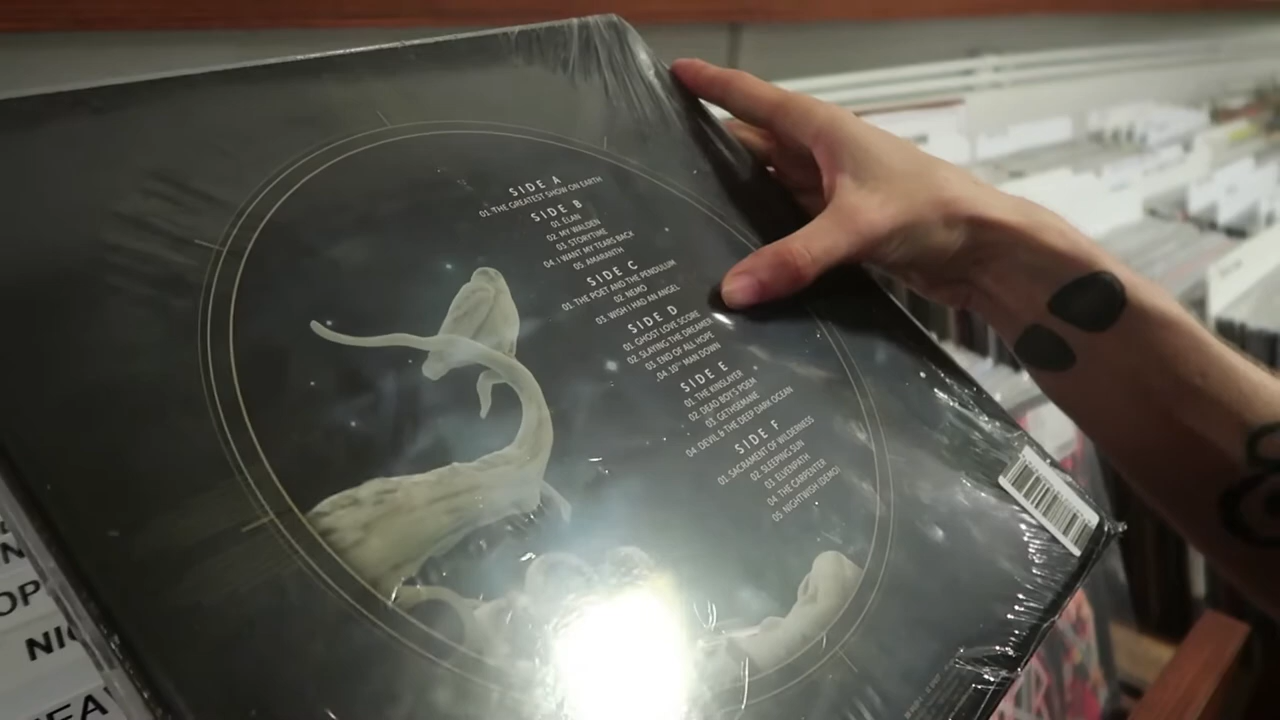 SIDE A
01. THE GREATEST SHOW ON EARTH
SIDE B
01. ÉLAN
02. MY WALDEN
03. STORYTIME
04. I WANT MY TEARS BACK
05. AMARANTH
SIDE C
01. THE POET AND THE PENDULUM
02. NEMO
03. WISH I HAD AN ANGEL
SIDE D
01. GHOST LOVE SCORE
02. SLAYING THE DREAMER
03. END OF ALL HOPE
04. 10TH MAN DOWN
SIDE E
01. THE KINSLAYER
02. DEAD BOY'S POEM
03. GETHSEMANE
04. DEVIL & THE DEEP DARK OCEAN
SIDE F
01. SACRAMENT OF WILDERNESS
02. SLEEPING SUN
03. ELVENPATH
04. THE CARPENTER
05. NIGHTWISH (DEMO)